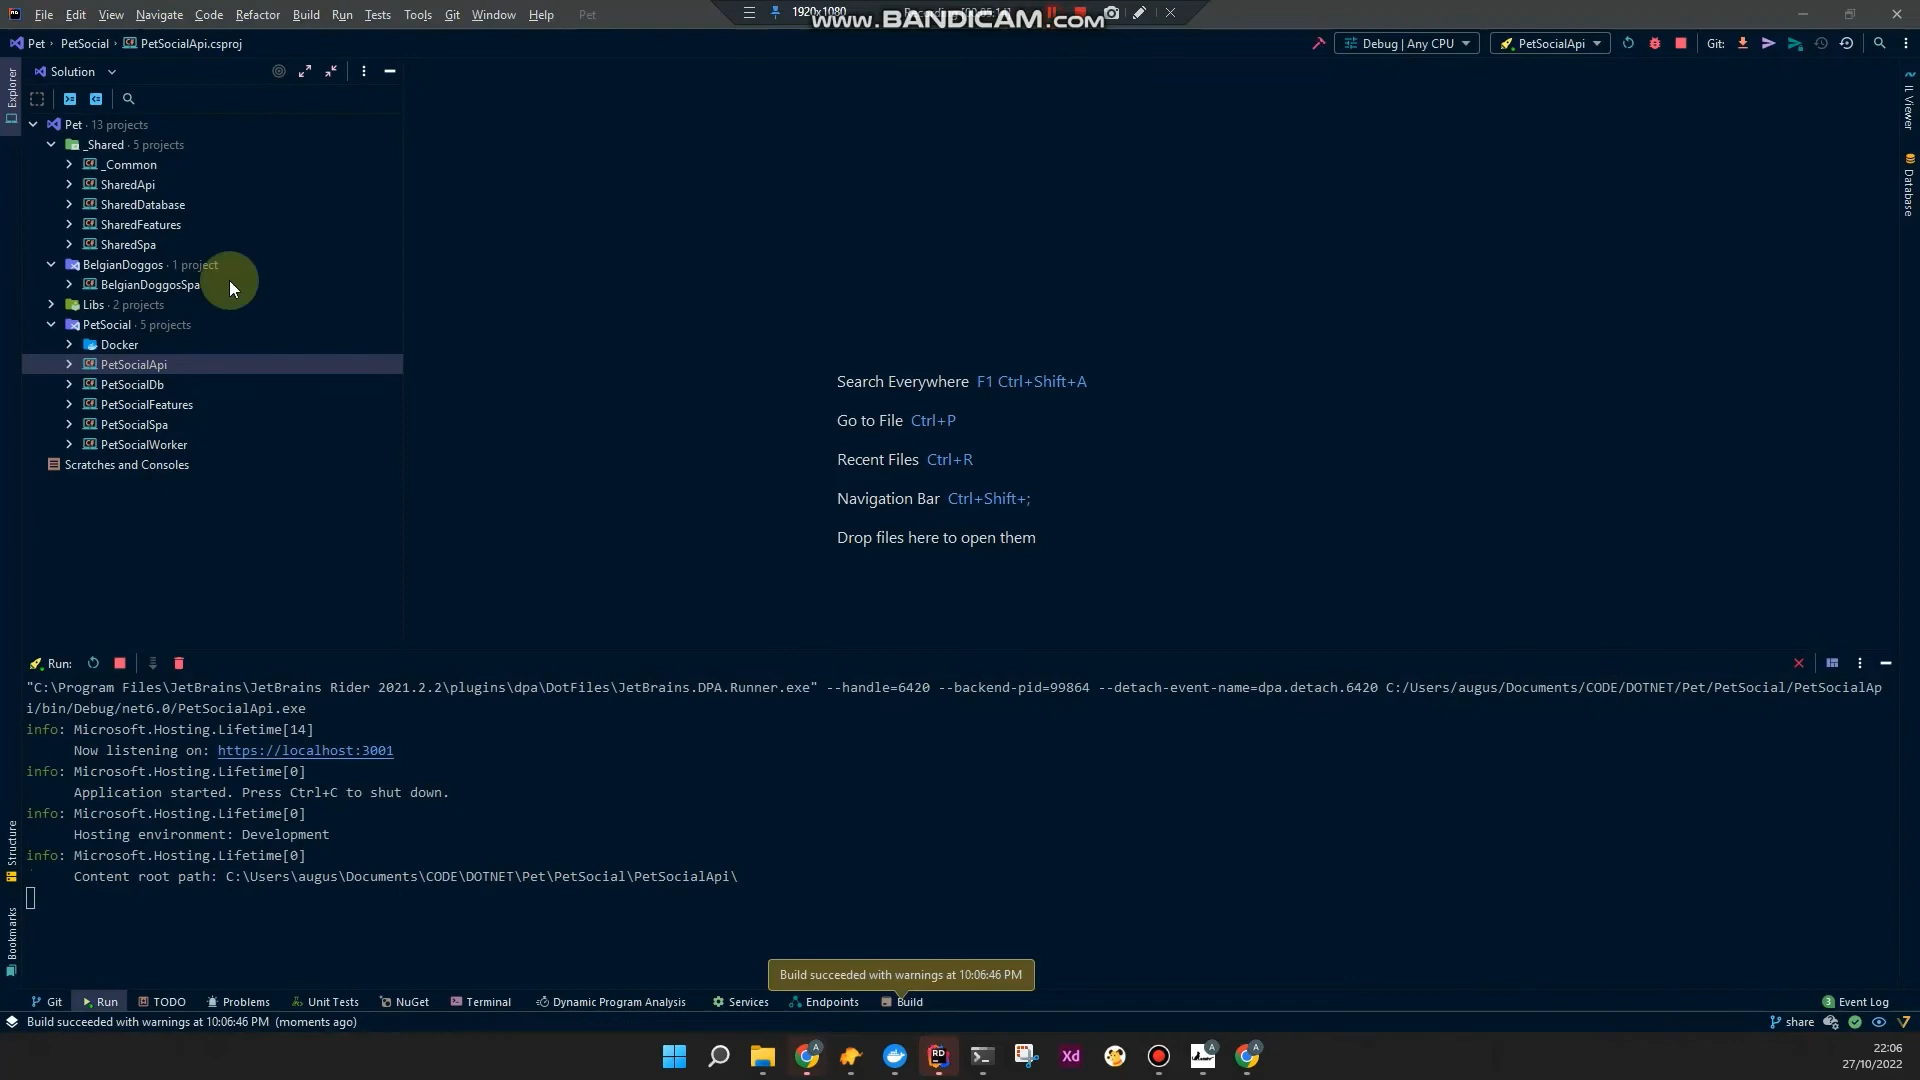 File Edit View Navigate Code Refactor Build Run Tests Tools Git Window Help Pet
1920x1080
www.BANDICAM.com
Pet PetSocial PetSocialApi.csproj
Debug | Any CPU PetSocialApi Git:
Explorer
Solution
IL Viewer
Database
Pet · 13 projects
_Shared · 5 projects
_Common
SharedApi
SharedDatabase
SharedFeatures
SharedSpa
BelgianDoggos · 1 project
BelgianDoggosSpa
Libs · 2 projects
PetSocial · 5 projects
Docker
PetSocialApi
PetSocialDb
PetSocialFeatures
PetSocialSpa
PetSocialWorker
Scratches and Consoles
Search Everywhere F1 Ctrl+Shift+A
Go to File Ctrl+P
Recent Files Ctrl+R
Navigation Bar Ctrl+Shift+;
Drop files here to open them
Run:
"C:\Program Files\JetBrains\JetBrains Rider 2021.2.2\plugins\dpa\DotFiles\JetBrains.DPA.Runner.exe" --handle=6420 --backend-pid=99864 --detach-event-name=dpa.detach.6420 C:/Users/augus/Documents/CODE/DOTNET/Pet/PetSocial/PetSocialAp
i/bin/Debug/net6.0/PetSocialApi.exe
info: Microsoft.Hosting.Lifetime[14]
Now listening on: https://localhost:3001
info: Microsoft.Hosting.Lifetime[0]
Application started. Press Ctrl+C to shut down.
info: Microsoft.Hosting.Lifetime[0]
Hosting environment: Development
info: Microsoft.Hosting.Lifetime[0]
Content root path: C:\Users\augus\Documents\CODE\DOTNET\Pet\PetSocial\PetSocialApi\
Structure
Bookmarks
Build succeeded with warnings at 10:06:46 PM
Git Run TODO Problems Unit Tests NuGet Terminal Dynamic Program Analysis Services Endpoints Build 3 Event Log
Build succeeded with warnings at 10:06:46 PM (moments ago) share
RD Xd A A A
22:06
27/10/2022